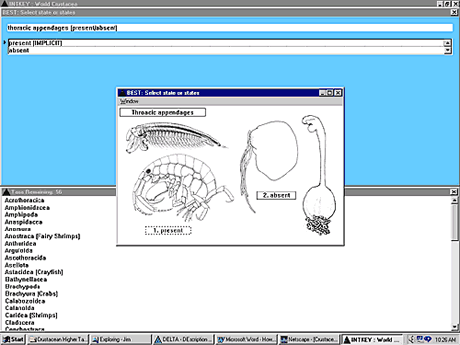 INTKEY : World Crustacea
BEST: Select state or states
thoracic appendages [present/absent]
present [IMPLICIT]
absent
BEST: Select state or states
Window
Thoracic appendages
2. absent
1. present
Taxa Remaining: 56
Acrothoracica
Amphionidacea
Amphipoda
Anaspidacea
Anomura
Anostraca (Fairy Shrimps)
Anthuridea
Arguloida
Ascothoracida
Asellota
Astacidea (Crayfish)
Bathynellacea
Brachypoda
Brachyura (Crabs)
Calabozoidea
Calanoida
Caridea (Shrimps)
Cladocera
Conchostraca
Start
Crustacean Higher Ta...
Exploring - Jim
DELTA - DEscription ...
Microsoft Word - How...
Netscape - [Crustace...
INTKEY : World ...
10:26 AM